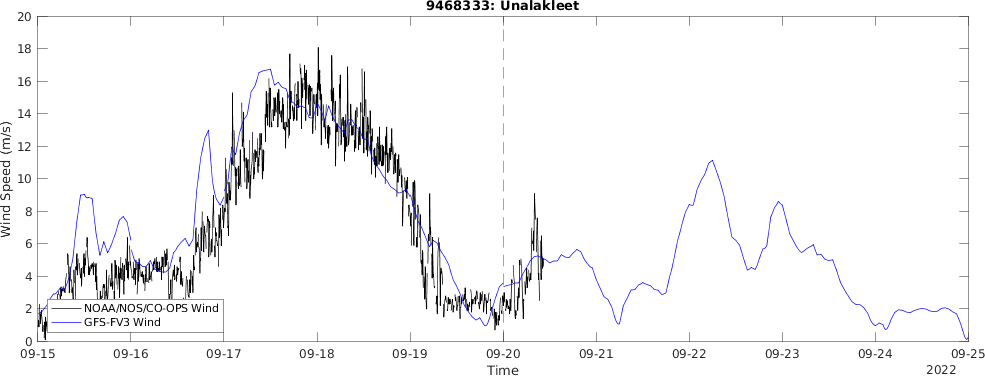 9468333: Unalakleet
20
18
16
14
12
10
8
6
4
2
0
Wind Speed (m/s)
NOAA/NOS/CO-OPS Wind
GFS-FV3 Wind
09-15 09-16 09-17 09-18 09-19 09-20 09-21 09-22 09-23 09-24 09-25
Time
2022